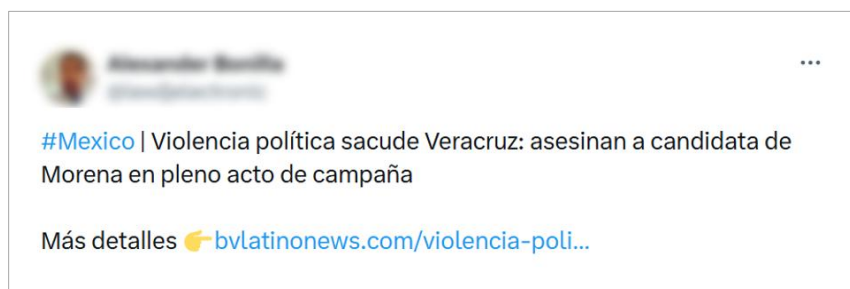 #Mexico | Violencia política sacude Veracruz: asesinan a candidata de
Morena en pleno acto de campaña
Más detalles 👉bvlatinonews.com/violencia-poli...